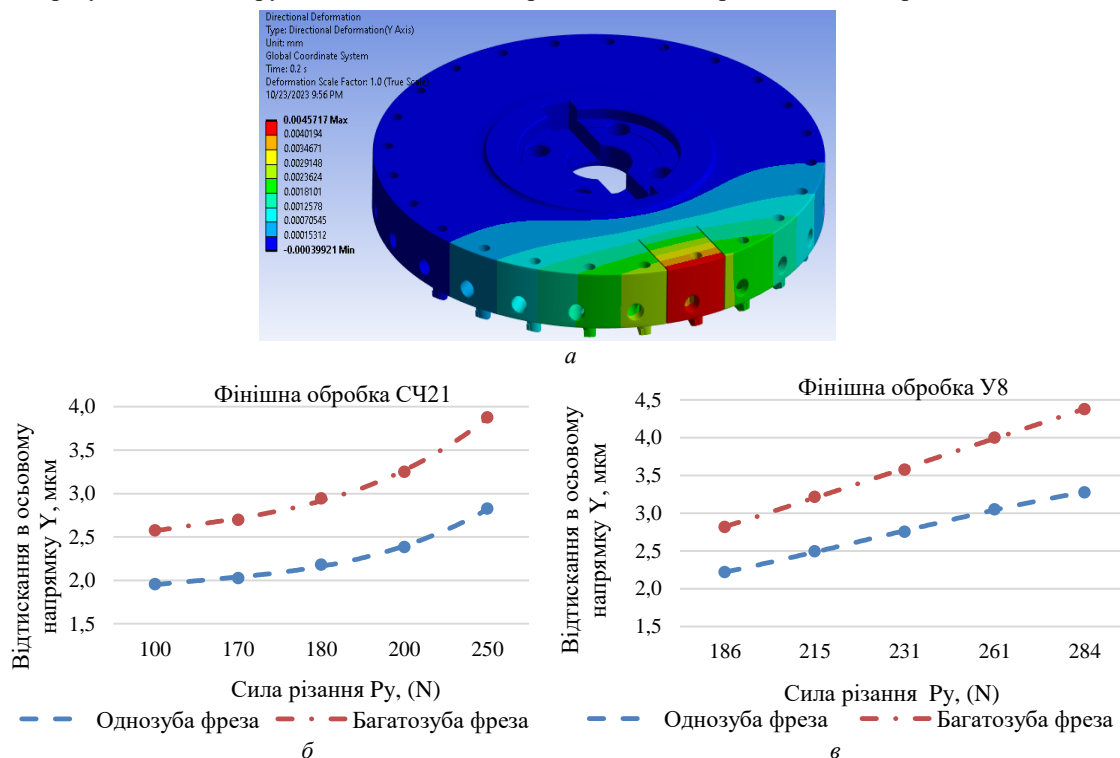 Directional Deformation
Type: Directional Deformation(Y Axis)
Unit: mm
Global Coordinate System
Time: 0.2 s
Deformation Scale Factor: 1.0 (True
10/23/2023 9:56 PM
0.0045717 Max
0.0040194
0.0034671
0.0029148
0.0023624
0.0018101
0.0012578
0.00070545
0.00015312
-0.00039921 Min
а
Фінішна обробка СЧ21
Відтискання в осьовому
напрямку Y, мкм
4,0
3,5
3,0
2,5
2,0
1,5
100 170 180 200 250
Сила різання Py, (N)
Однозуба фреза Багатозуба фреза
б
Фінішна обробка У8
Відтискання в осьовому
напрямку Y, мкм
4,5
4,0
3,5
3,0
2,5
2,0
1,5
186 215 231 261 284
Сила різання Py, (N)
Однозуба фреза Багатозуба фреза
в